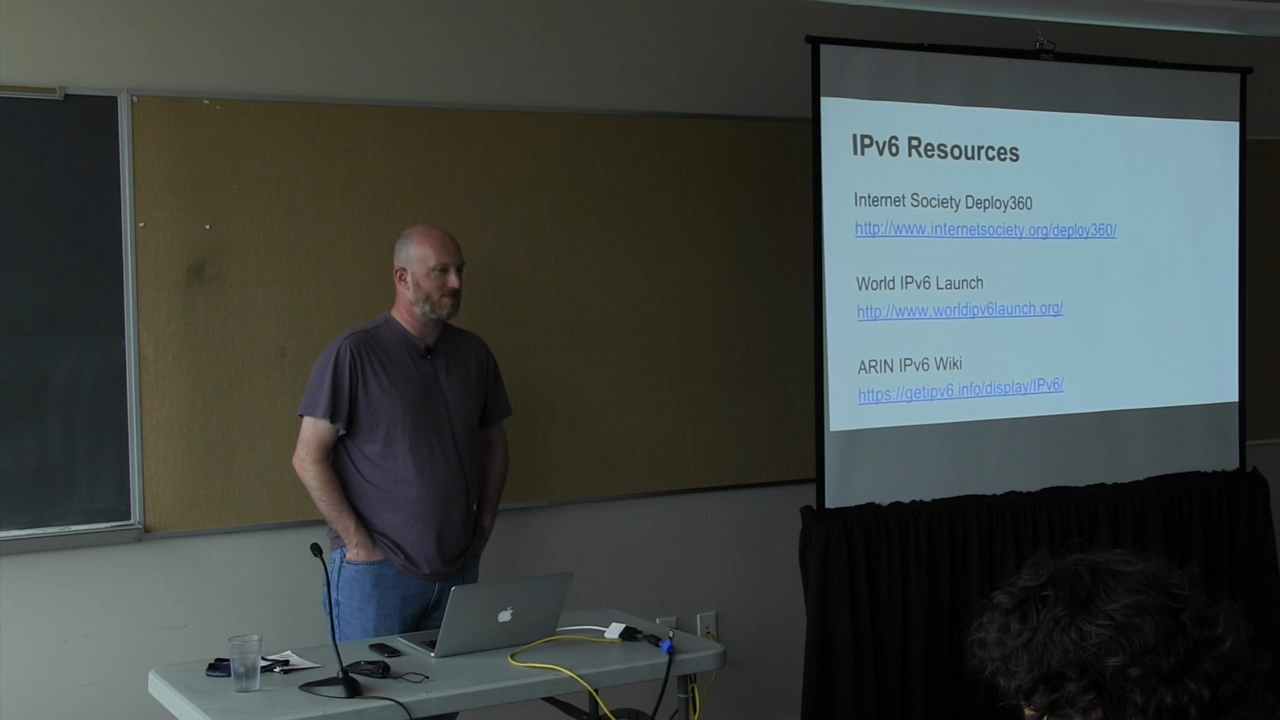 IPv6 Resources
Internet Society Deploy360
http://www.internetsociety.org/deploy360/
World IPv6 Launch
http://www.worldipv6launch.org/
ARIN IPv6 Wiki
https://getipv6.info/display/IPv6/